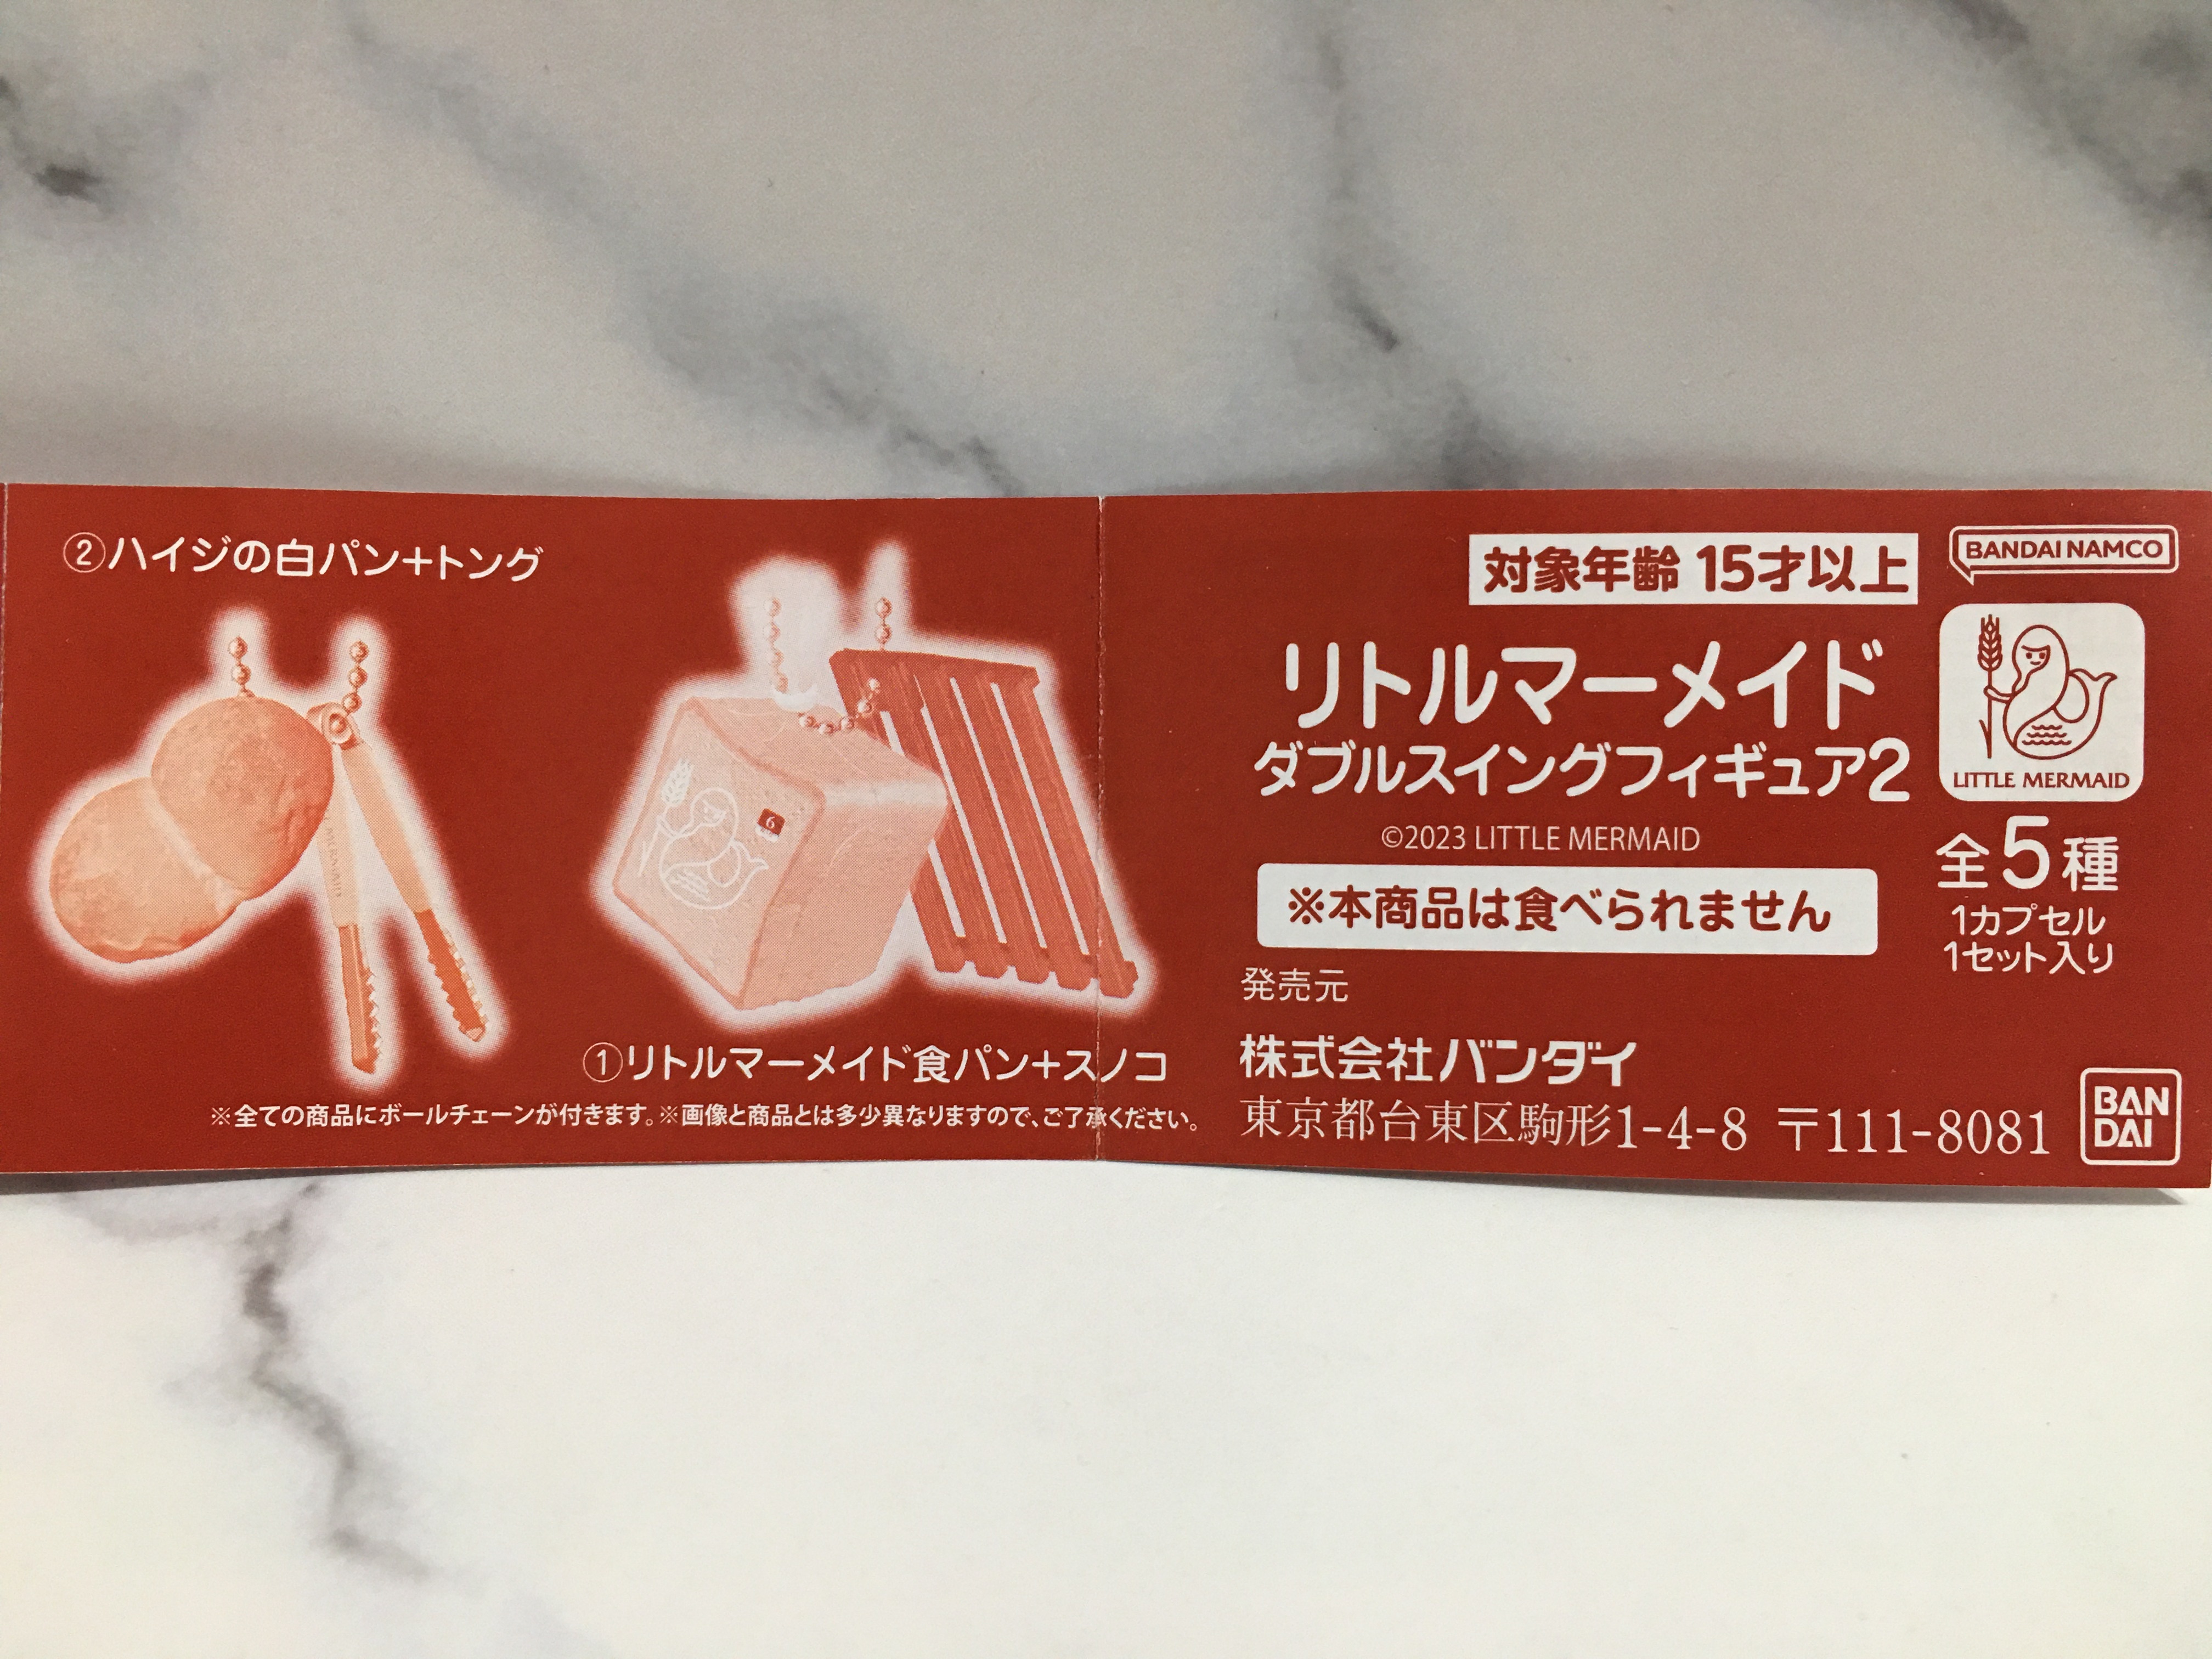 ②ハイジの白パン+トング
6
MERMAID
①リトルマーメイド食パン+スノコ
※全ての商品にボールチェーンが付きます。※画像と商品とは多少異なりますので、ご了承ください。
対象年齢 15才以上
BANDAI NAMCO
リトルマーメイド
ダブルスイングフィギュア2
LITTLE MERMAID
©2023 LITTLE MERMAID
全5種
1カプセル
1セット入り
※本商品は食べられません
発売元
株式会社バンダイ
東京都台東区駒形1-4-8 〒111-8081
BAN
DAI